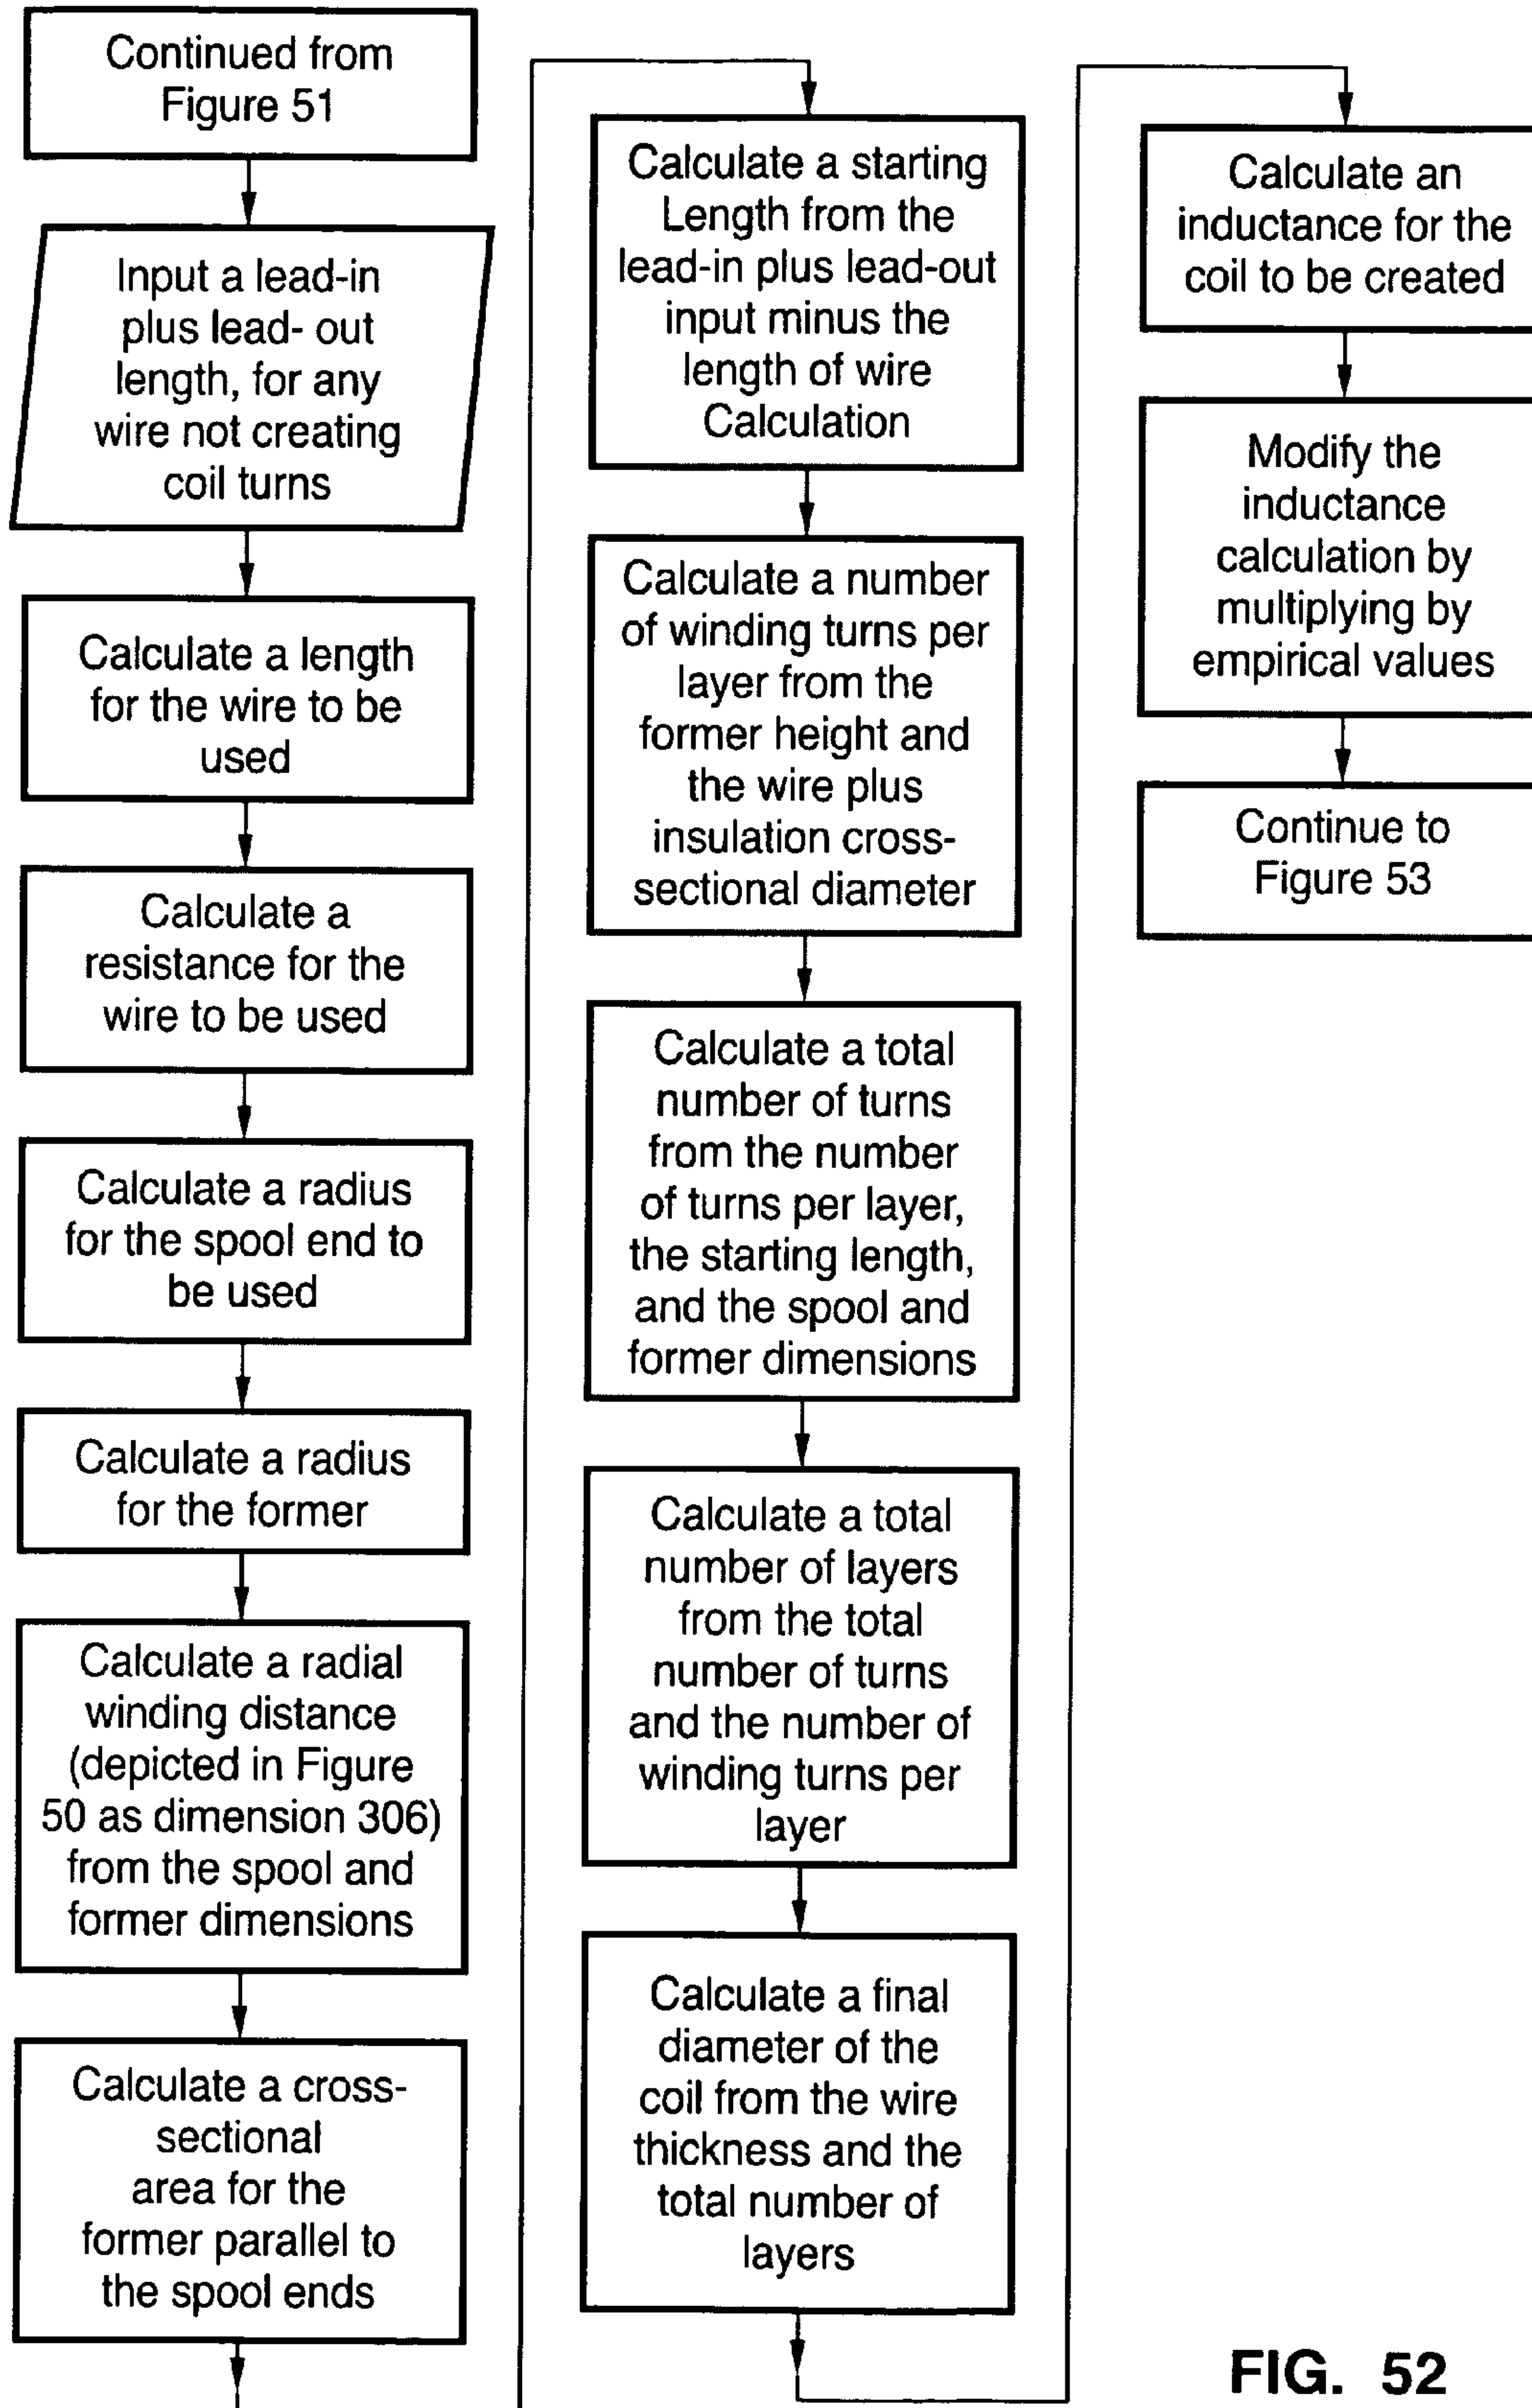 Continued from
Figure 51
Input a lead-in
plus lead- out
length, for any
wire not creating
coil turns
Calculate a length
for the wire to be
used
Calculate a
resistance for the
wire to be used
Calculate a radius
for the spool end to
be used
Calculate a radius
for the former
Calculate a radial
winding distance
(depicted in Figure
50 as dimension 306)
from the spool and
former dimensions
Calculate a cross-
sectional
area for the
former parallel to
the spool ends
Calculate a starting
Length from the
lead-in plus lead-out
input minus the
length of wire
Calculation
Calculate a number
of winding turns per
layer from the
former height and
the wire plus
insulation cross-
sectional diameter
Calculate a total
number of turns
from the number
of turns per layer,
the starting length,
and the spool and
former dimensions
Calculate a total
number of layers
from the total
number of turns
and the number of
winding turns per
layer
Calculate a final
diameter of the
coil from the wire
thickness and the
total number of
layers
Calculate an
inductance for the
coil to be created
Modify the
inductance
calculation by
multiplying by
empirical values
Continue to
Figure 53
FIG. 52